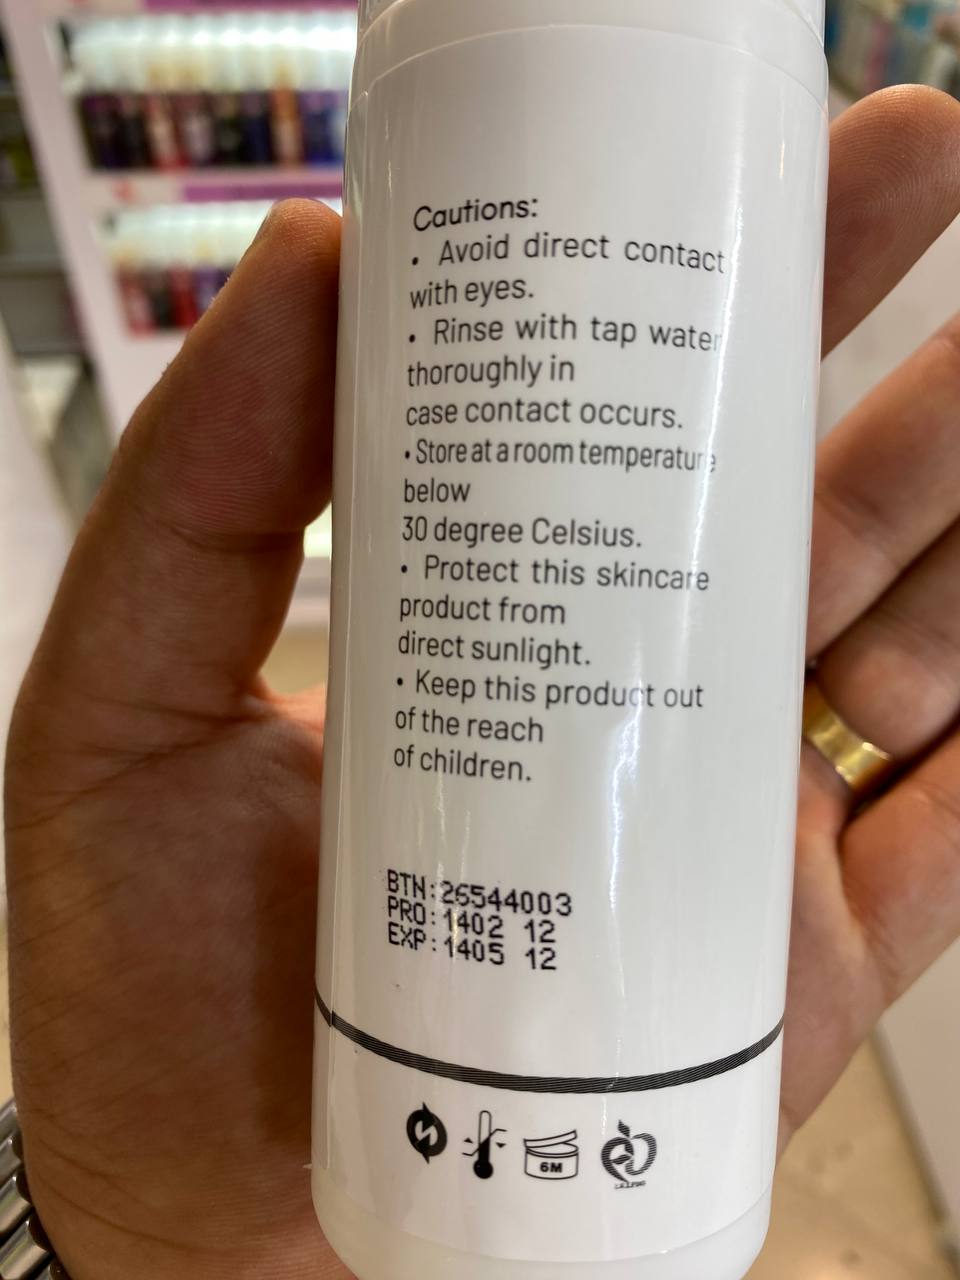 Cautions:
• Avoid direct contact
with eyes.
• Rinse with tap water
thoroughly in
case contact occurs.
• Store at a room temperature
below
30 degree Celsius.
• Protect this skincare
product from
direct sunlight.
• Keep this product out
of the reach
of children.
BTN:26544003
PRO:1402 12
EXP:1405 12
6M